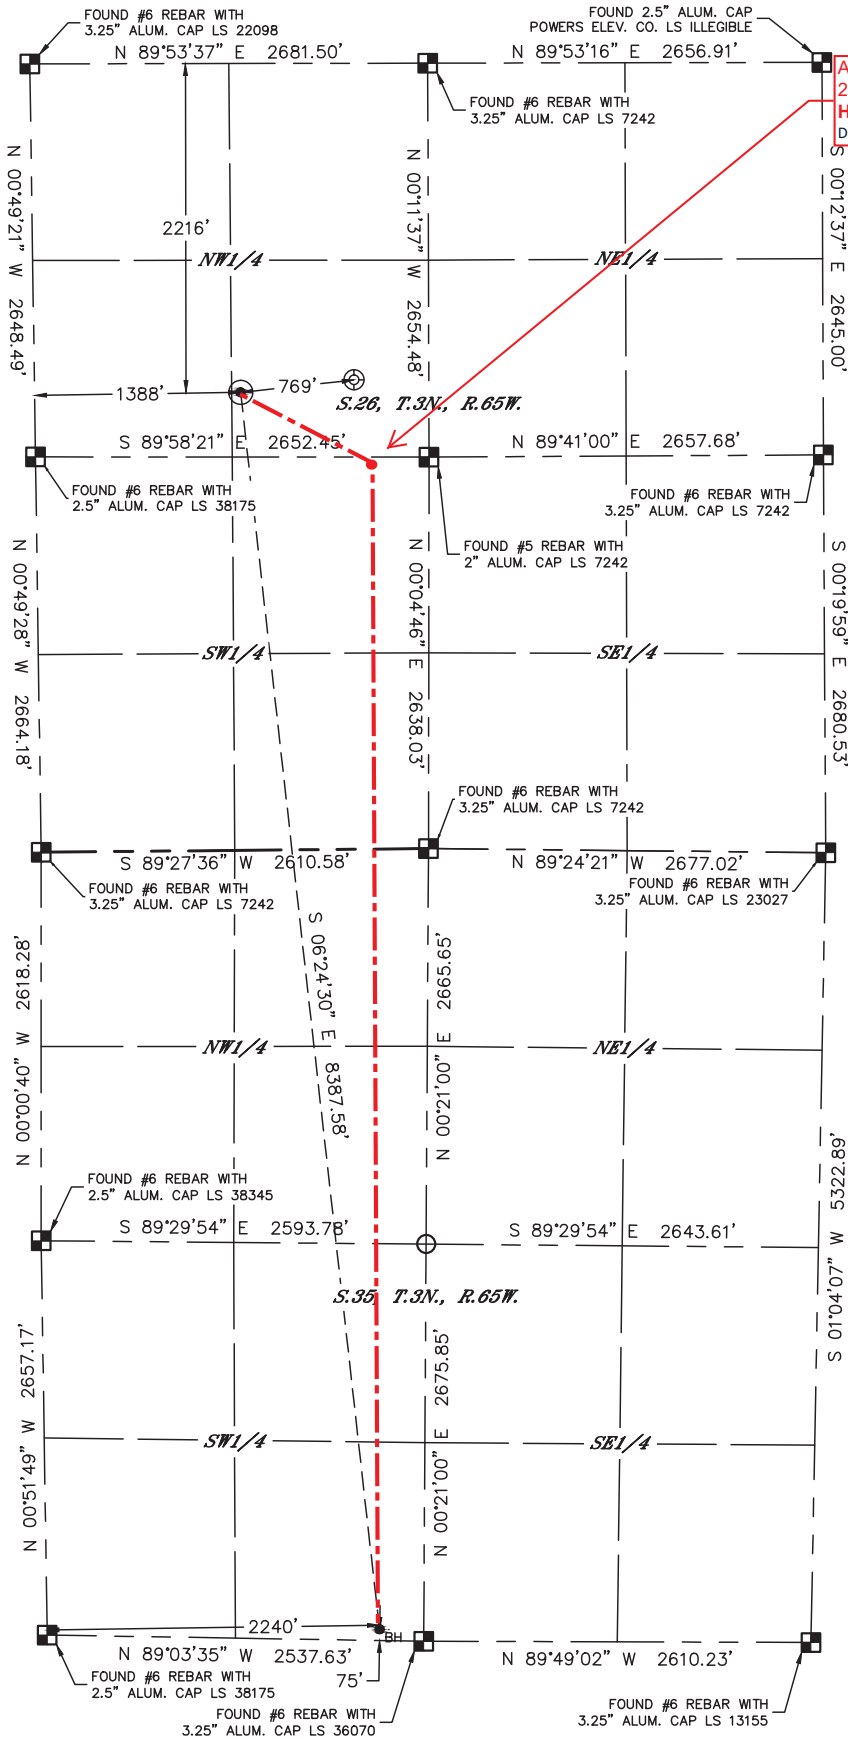 FOUND #6 REBAR WITH
3.25" ALUM. CAP LS 22098
FOUND 2.5" ALUM. CAP
POWERS ELEV. CO. LS ILLEGIBLE
N 89°53'37" E 2681.50'
N 89°53'16" E 2656.91'
A
2
H
D
FOUND #6 REBAR WITH
3.25" ALUM. CAP LS 7242
N 00°49'21" W 2648.49'
N 00°11'37" W 2654.48'
S 00°12'37" E 2645.00'
2216'
NW1/4
NE1/4
1388'
769'
S.26, T.3N., R.65W.
S 89°58'21" E 2652.45'
N 89°41'00" E 2657.68'
FOUND #6 REBAR WITH
2.5" ALUM. CAP LS 38175
FOUND #6 REBAR WITH
3.25" ALUM. CAP LS 7242
FOUND #5 REBAR WITH
2" ALUM. CAP LS 7242
N 00°49'28" W 2664.18'
N 00°04'46" E 2638.03'
S 00°19'59" E 2680.53'
SW1/4
SE1/4
FOUND #6 REBAR WITH
3.25" ALUM. CAP LS 7242
S 89°27'36" W 2610.58'
N 89°24'21" W 2677.02'
FOUND #6 REBAR WITH
3.25" ALUM. CAP LS 7242
FOUND #6 REBAR WITH
3.25" ALUM. CAP LS 23027
S 06°24'30" E 8387.58'
N 00°00'40" W 2618.28'
N 00°21'00" E 2665.65'
NW1/4
NE1/4
S 01°04'07" W 5322.89'
FOUND #6 REBAR WITH
2.5" ALUM. CAP LS 38345
S 89°29'54" E 2593.78'
S 89°29'54" E 2643.61'
S.35, T.3N., R.65W.
N 00°51'49" W 2657.17'
N 00°21'00" E 2675.85'
SW1/4
SE1/4
2240'
BH
N 89°03'35" W 2537.63'
N 89°49'02" W 2610.23'
75'
FOUND #6 REBAR WITH
2.5" ALUM. CAP LS 38175
FOUND #6 REBAR WITH
3.25" ALUM. CAP LS 36070
FOUND #6 REBAR WITH
3.25" ALUM. CAP LS 13155